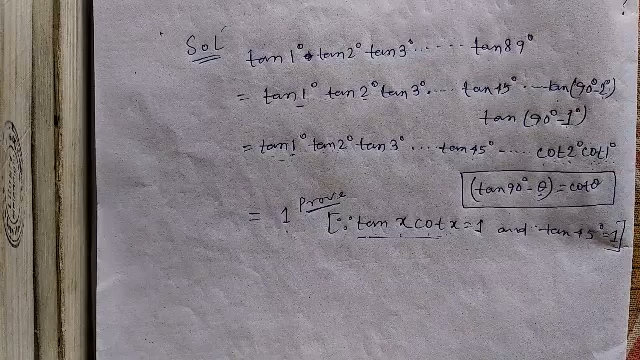 Sol
tan1° tan2° tan3° ...... tan89°
= tan1° tan2° tan3°.... tan45°. --tan(90°-2°)
tan(90°-1°)
= tan1° tan2° tan3° ... tan45° .... cot2°cot1°
(tan90°-θ)=cotθ
= 1 Prove
[∵ tan x cot x=1 and tan45°=1]